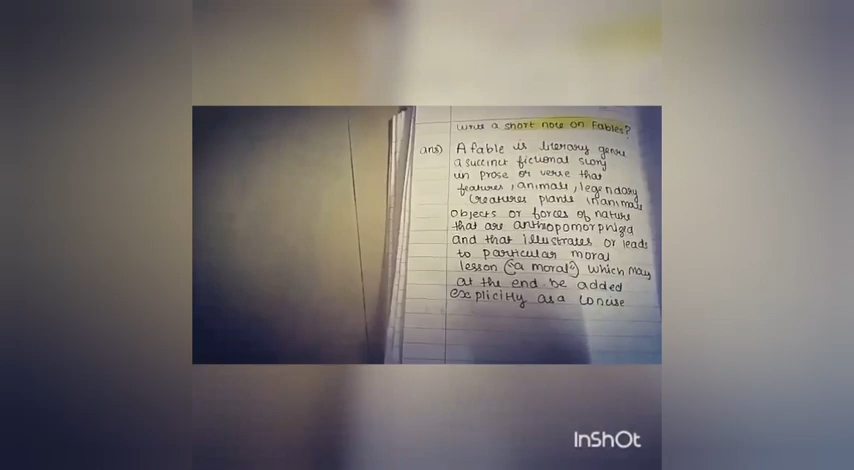 Write a short note on Fables?
ans) A fable is literary genre
a succinct fictional story
in prose or verse that
features, animals, legendary
creatures plants inanimate
objects or forces of nature
that are anthropomorphized
and that illustrates or leads
to particular moral
lesson ("a moral") which may
at the end be added
explicitly as a concise
InShOt